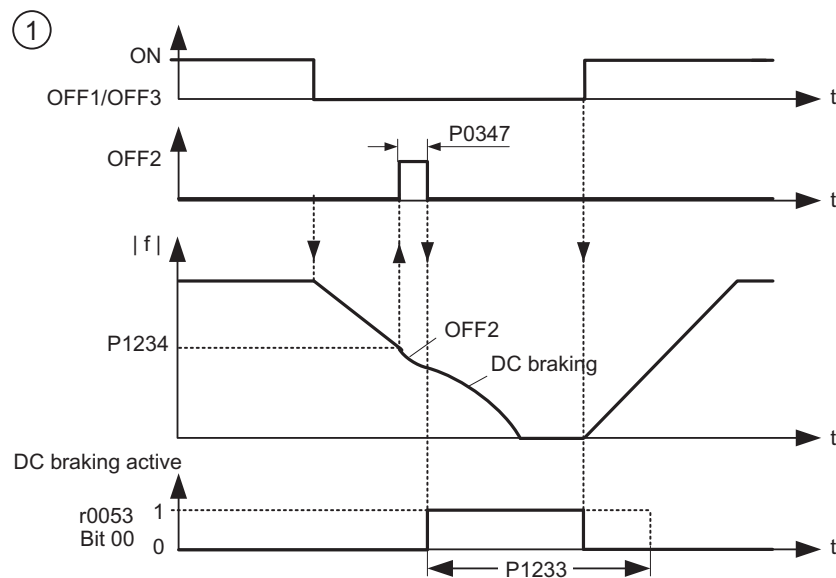 1
ON
OFF1/OFF3
t
P0347
OFF2
t
| f |
P1234
OFF2
DC braking
t
DC braking active
r0053
Bit 00
1
0
t
P1233